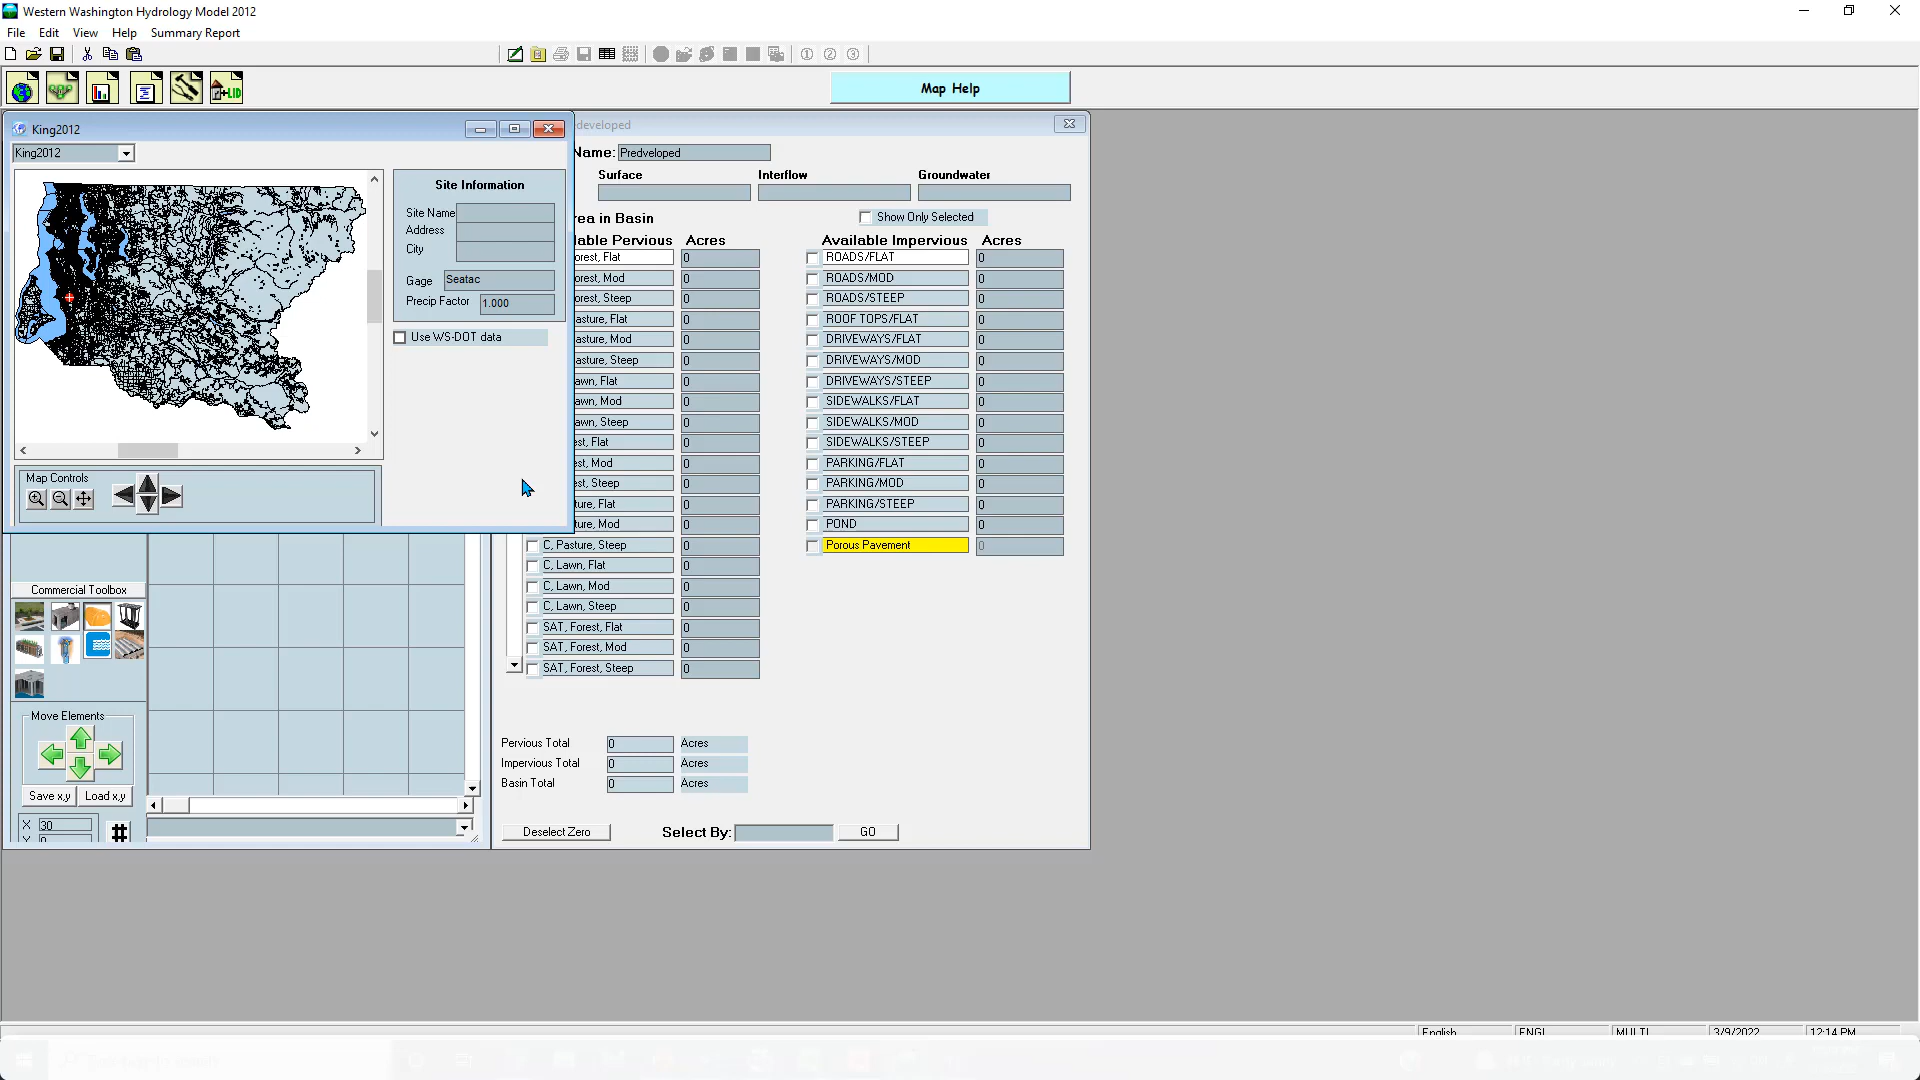 Western Washington Hydrology Model 2012
File Edit View Help Summary Report
+LID
Map Help
King2012
King2012
Site Information
Site Name
Address
City
Gage Seatac
Precip Factor 1.000
Use WS-DOT data
Map Controls
developed
Name: Predveloped
Surface Interflow Groundwater
rea in Basin
Show Only Selected
lable Pervious Acres Available Impervious Acres
orest, Flat 0 ROADS/FLAT 0
orest, Mod 0 ROADS/MOD 0
orest, Steep 0 ROADS/STEEP 0
asture, Flat 0 ROOF TOPS/FLAT 0
asture, Mod 0 DRIVEWAYS/FLAT 0
asture, Steep 0 DRIVEWAYS/MOD 0
awn, Flat 0 DRIVEWAYS/STEEP 0
awn, Mod 0 SIDEWALKS/FLAT 0
awn, Steep 0 SIDEWALKS/MOD 0
est, Flat 0 SIDEWALKS/STEEP 0
est, Mod 0 PARKING/FLAT 0
est, Steep 0 PARKING/MOD 0
ture, Flat 0 PARKING/STEEP 0
ture, Mod 0 POND 0
C, Pasture, Steep 0 Porous Pavement 0
C, Lawn, Flat 0
C, Lawn, Mod 0
C, Lawn, Steep 0
SAT, Forest, Flat 0
SAT, Forest, Mod 0
SAT, Forest, Steep 0
Commercial Toolbox
Move Elements
Save x,y Load x,y
X 30
Y 0
#
Pervious Total 0 Acres
Impervious Total 0 Acres
Basin Total 0 Acres
Deselect Zero Select By: GO
English ENGL MULTI 3/9/2022 12:14 PM